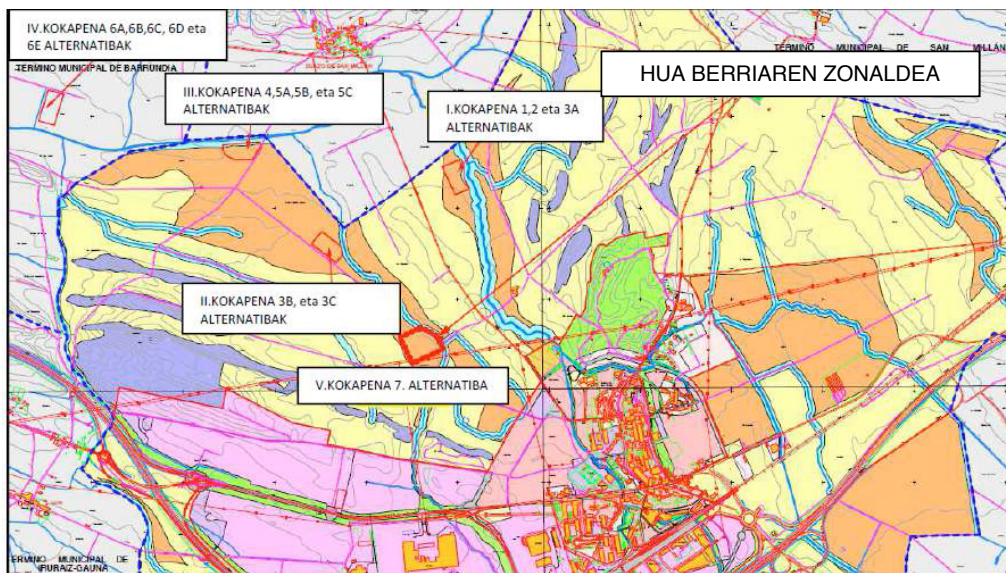 IV.KOKAPENA 6A,6B,6C, 6D eta
6E ALTERNATIBAK
TERMINO MUNICIPAL DE BARRUNDIA
TERMINO MUNICIPAL DE SAN MILLAN
HUA BERRIAREN ZONALDEA
III.KOKAPENA 4,5A,5B, eta 5C
ALTERNATIBAK
I.KOKAPENA 1,2 eta 3A
ALTERNATIBAK
II.KOKAPENA 3B, eta 3C
ALTERNATIBAK
V.KOKAPENA 7. ALTERNATIBA
TERMINO MUNICIPAL DE
IRURAIZ-GAUNA